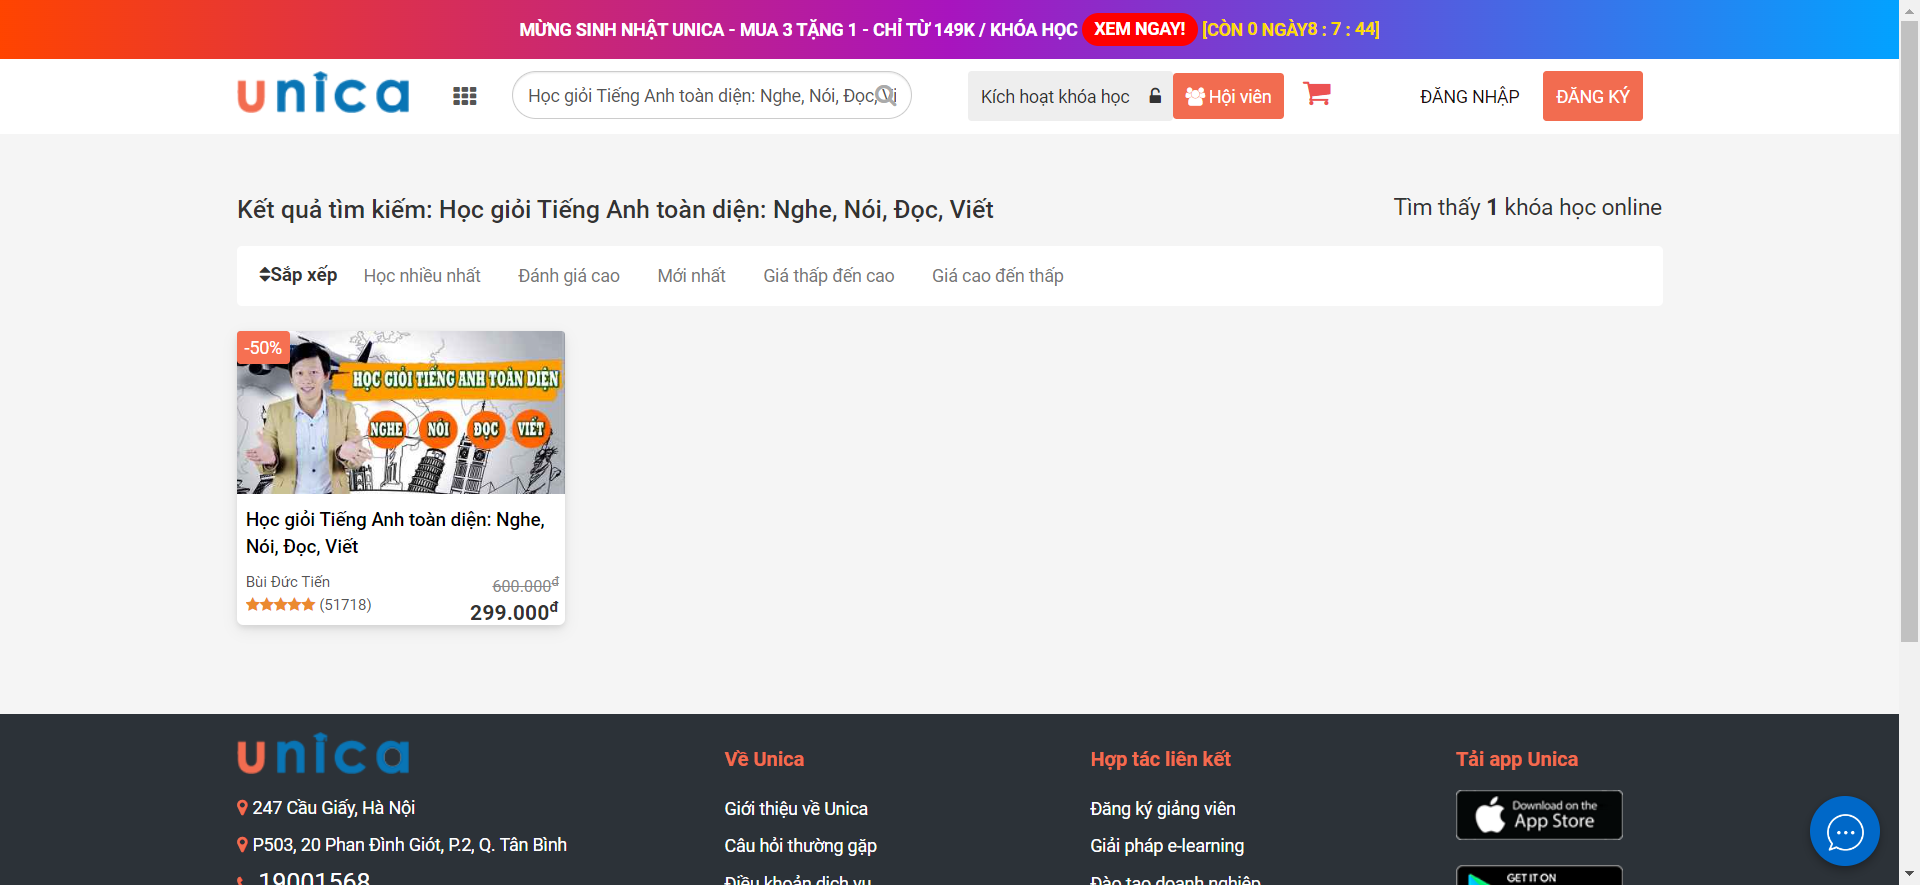 MỪNG SINH NHẬT UNICA - MUA 3 TẶNG 1 - CHỈ TỪ 149K / KHÓA HỌC XEM NGAY! [CÒN 0 NGÀY8 : 7 : 44]
unica
Học giỏi Tiếng Anh toàn diện: Nghe, Nói, Đọc, Vi
Kích hoạt khóa học
Hội viên
ĐĂNG NHẬP
ĐĂNG KÝ
Kết quả tìm kiếm: Học giỏi Tiếng Anh toàn diện: Nghe, Nói, Đọc, Viết
Tìm thấy 1 khóa học online
Sắp xếp
Học nhiều nhất
Đánh giá cao
Mới nhất
Giá thấp đến cao
Giá cao đến thấp
-50%
HỌC GIỎI TIẾNG ANH TOÀN DIỆN
NGHE NÓI ĐỌC VIẾT
Học giỏi Tiếng Anh toàn diện: Nghe,
Nói, Đọc, Viết
Bùi Đức Tiến
600.000đ
(51718)
299.000đ
unica
247 Cầu Giấy, Hà Nội
P503, 20 Phan Đình Giót, P.2, Q. Tân Bình
19001568
Về Unica
Giới thiệu về Unica
Câu hỏi thường gặp
Điều khoản dịch vụ
Hợp tác liên kết
Đăng ký giảng viên
Giải pháp e-learning
Đào tạo doanh nghiệp
Tải app Unica
Download on the
App Store
GET IT ON